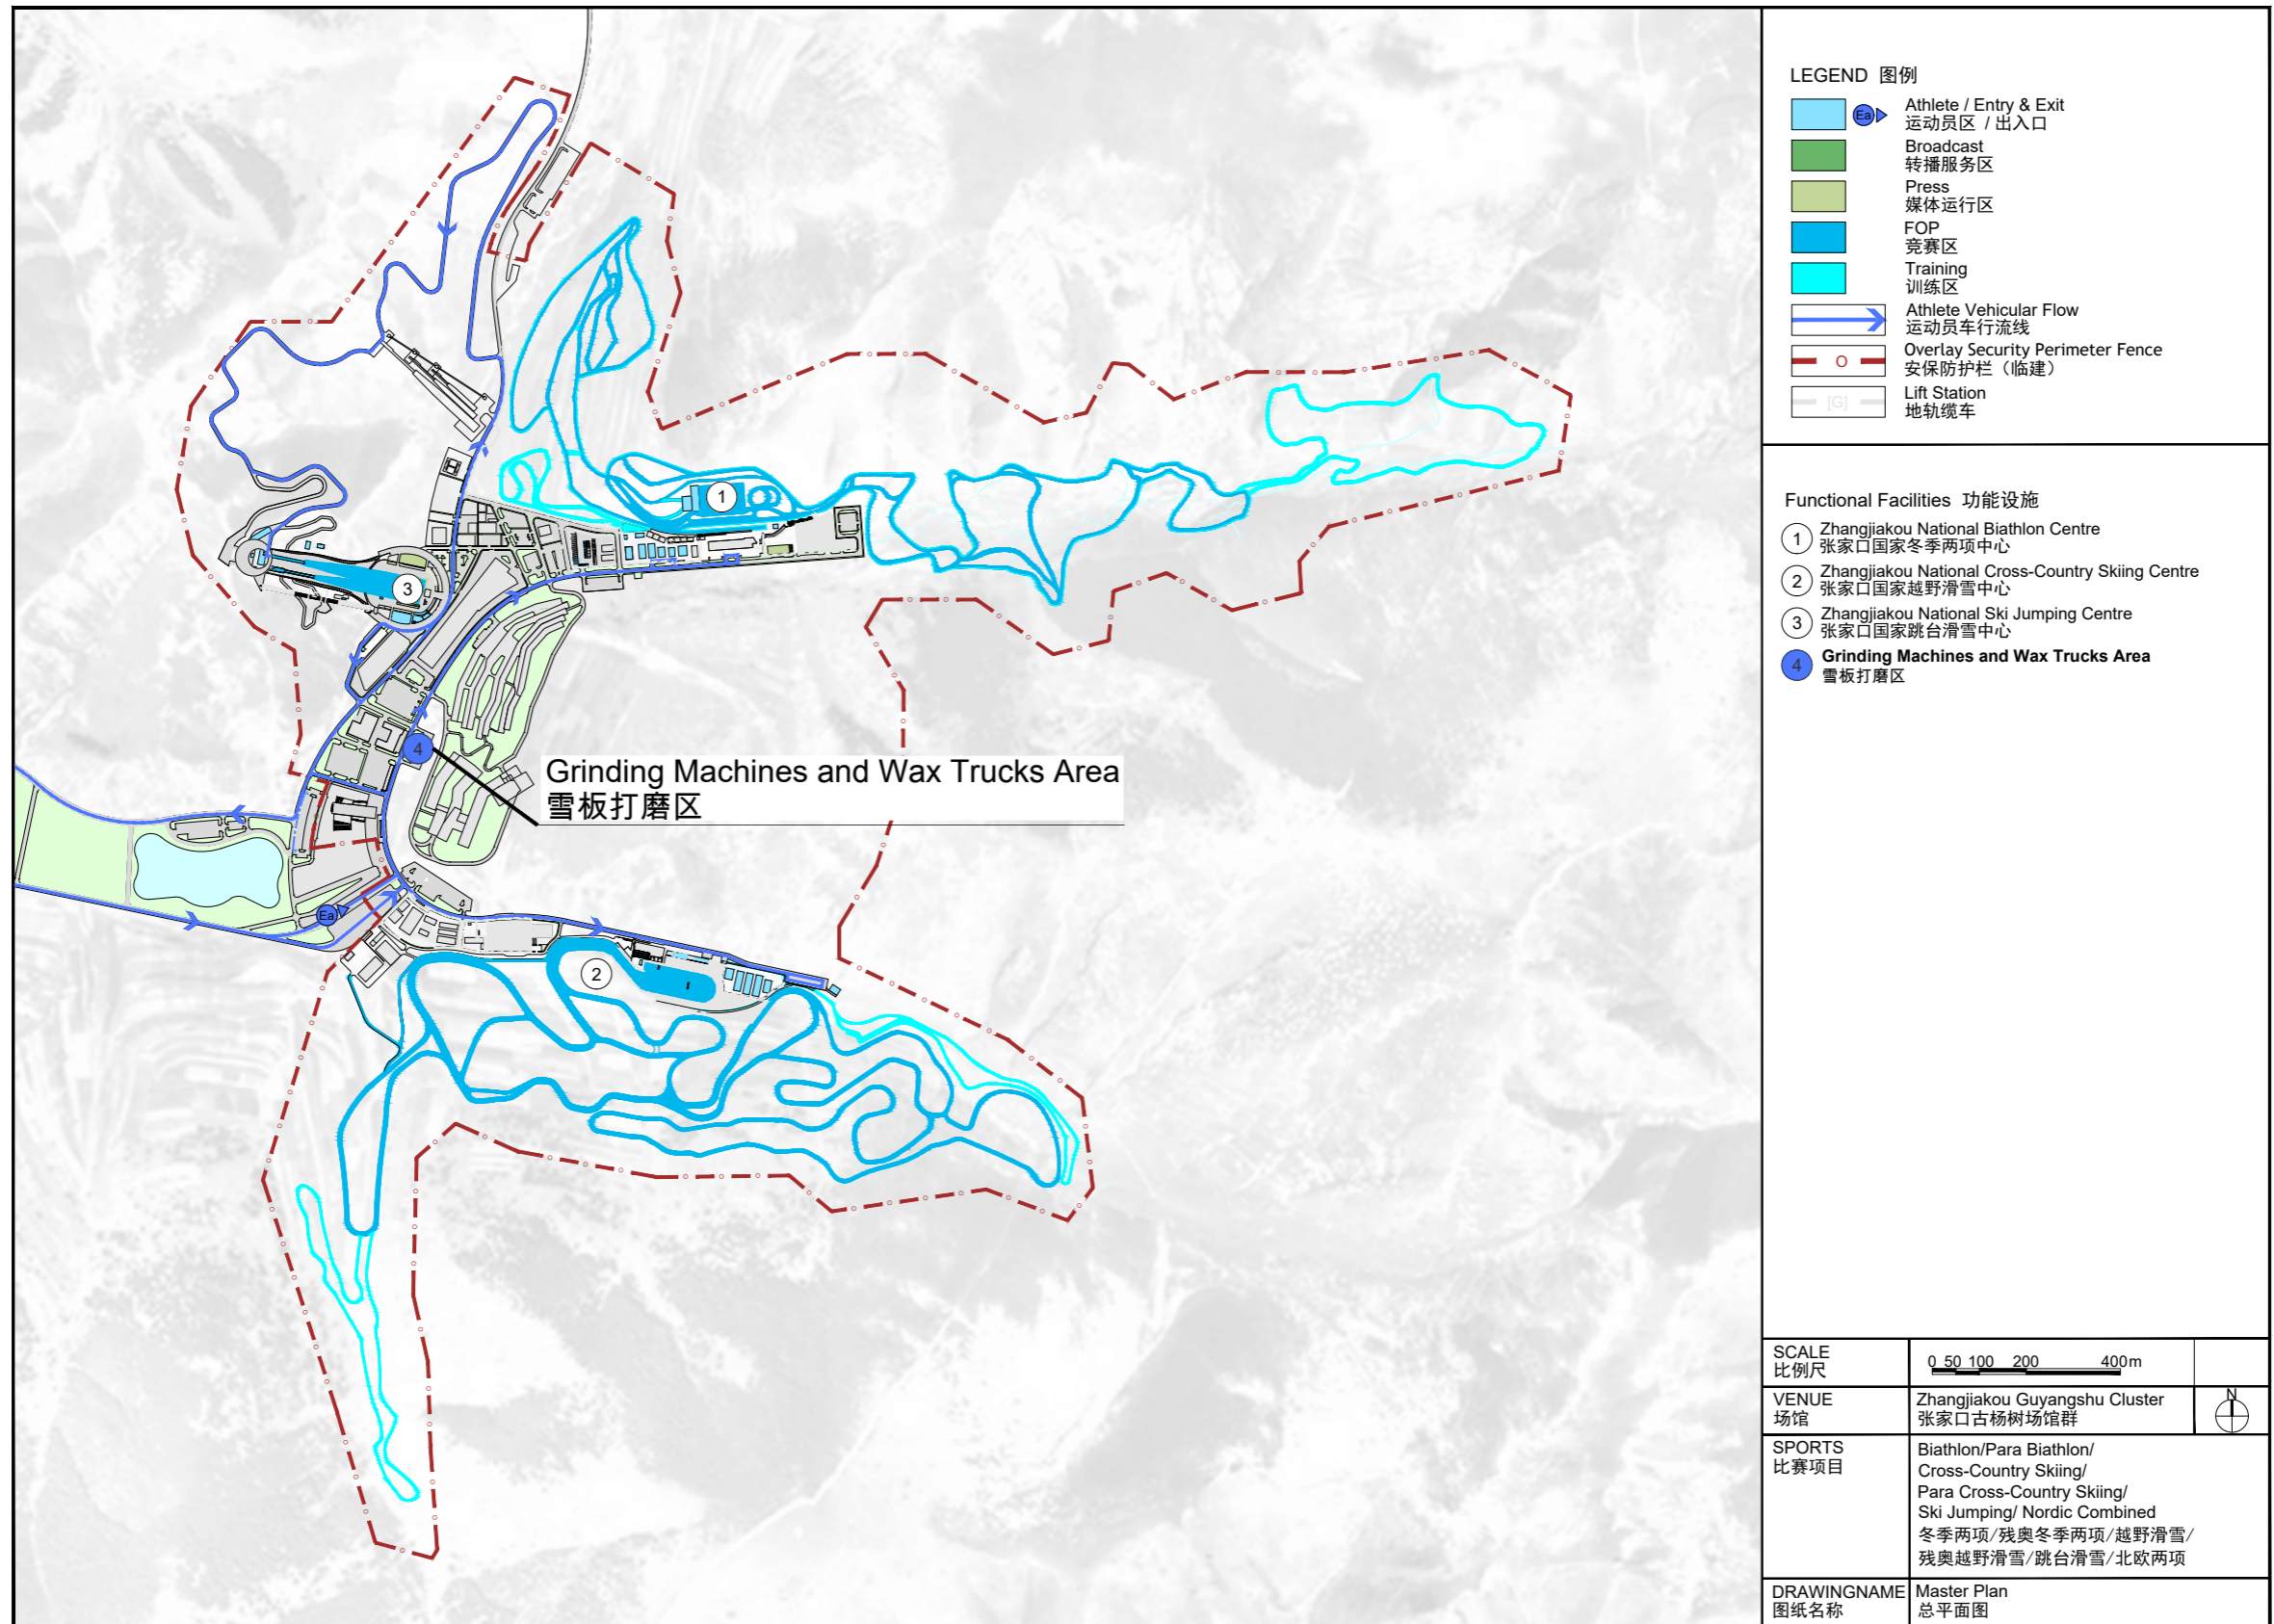 LEGEND 图例
Ea
Athlete / Entry & Exit
运动员区 / 出入口
Broadcast
转播服务区
Press
媒体运行区
FOP
竞赛区
Training
训练区
Athlete Vehicular Flow
运动员车行流线
O
Overlay Security Perimeter Fence
安保防护栏（临建）
[G]
Lift Station
地轨缆车
Functional Facilities 功能设施
1
Zhangjiakou National Biathlon Centre
张家口国家冬季两项中心
2
Zhangjiakou National Cross-Country Skiing Centre
张家口国家越野滑雪中心
3
Zhangjiakou National Ski Jumping Centre
张家口国家跳台滑雪中心
4
Grinding Machines and Wax Trucks Area
雪板打磨区
1
3
4
Grinding Machines and Wax Trucks Area
雪板打磨区
Ea
2
SCALE
比例尺
0 50 100 200 400m
VENUE
场馆
Zhangjiakou Guyangshu Cluster
张家口古杨树场馆群
N
SPORTS
比赛项目
Biathlon/Para Biathlon/
Cross-Country Skiing/
Para Cross-Country Skiing/
Ski Jumping/ Nordic Combined
冬季两项/残奥冬季两项/越野滑雪/
残奥越野滑雪/跳台滑雪/北欧两项
DRAWINGNAME
图纸名称
Master Plan
总平面图